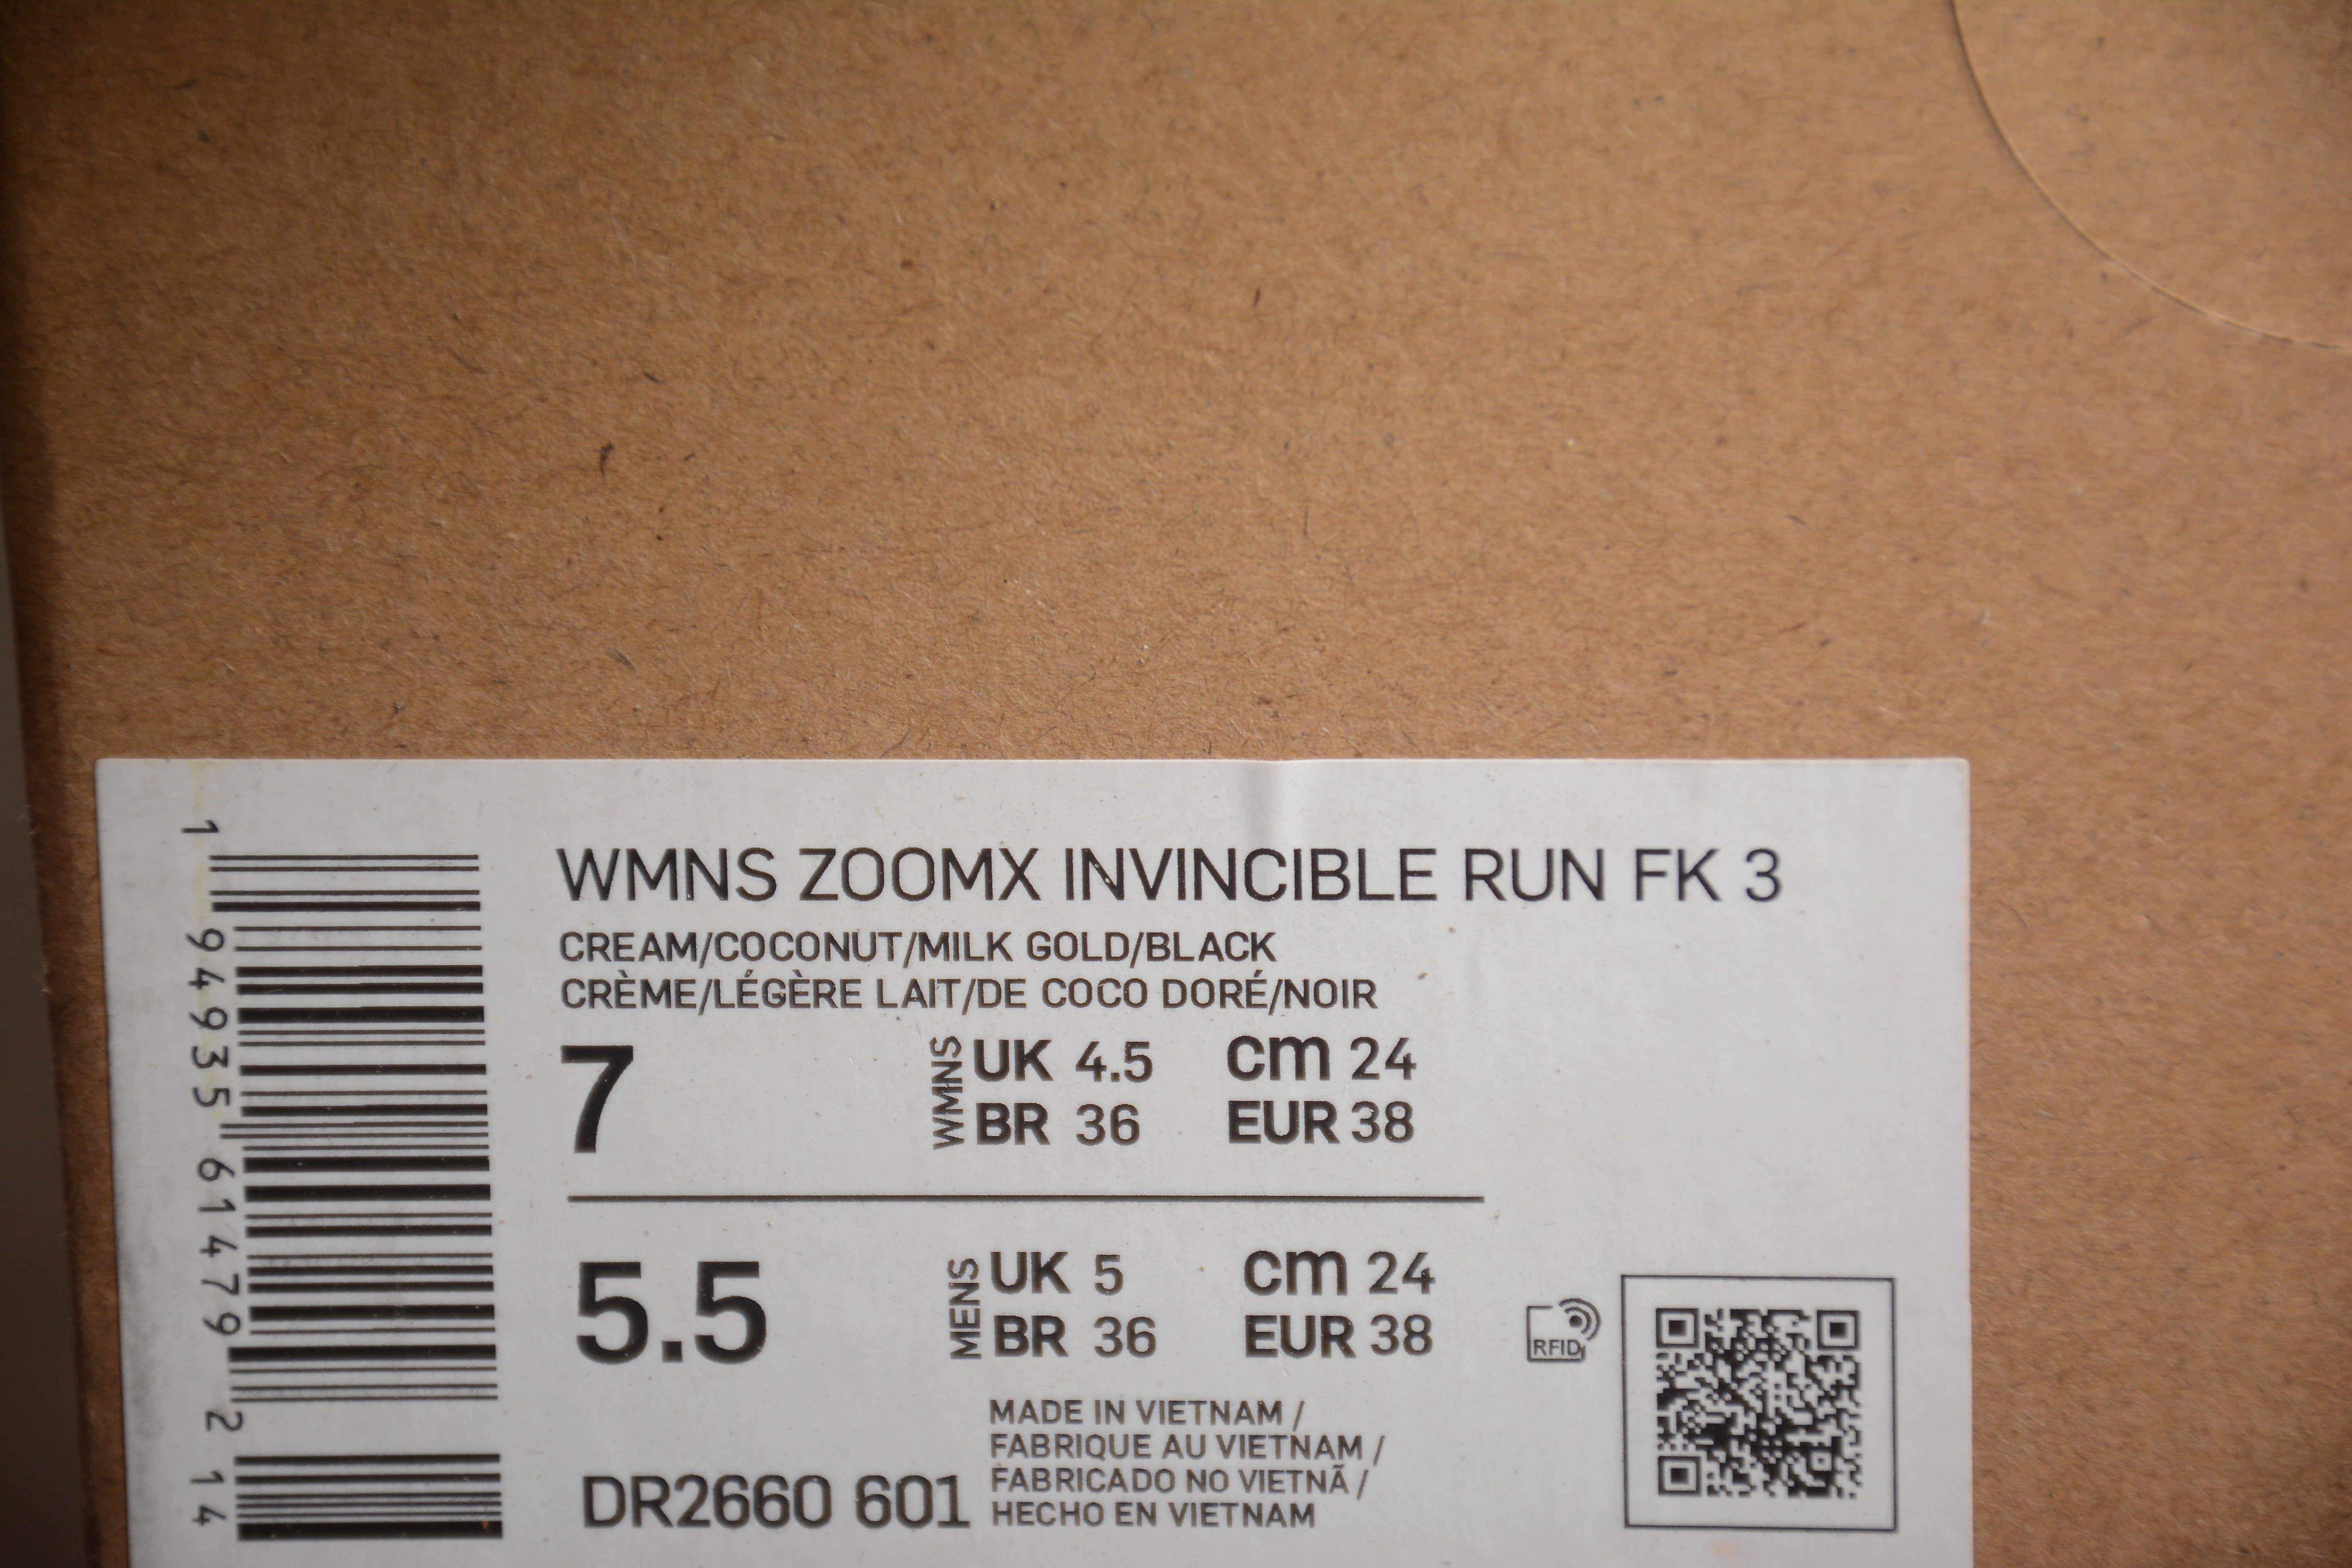 WMNS ZOOMX INVINCIBLE RUN FK 3
CREAM/COCONUT/MILK GOLD/BLACK
CRÈME/LÉGÈRE LAIT/DE COCO DORÉ/NOIR
7
WMNS
UK 4.5 cm 24
BR 36 EUR 38
5.5
MENS
UK 5 cm 24
BR 36 EUR 38
RFID
DR2660 601
MADE IN VIETNAM /
FABRIQUE AU VIETNAM /
FABRICADO NO VIETNÃ /
HECHO EN VIETNAM
1 94935 61479 2 14